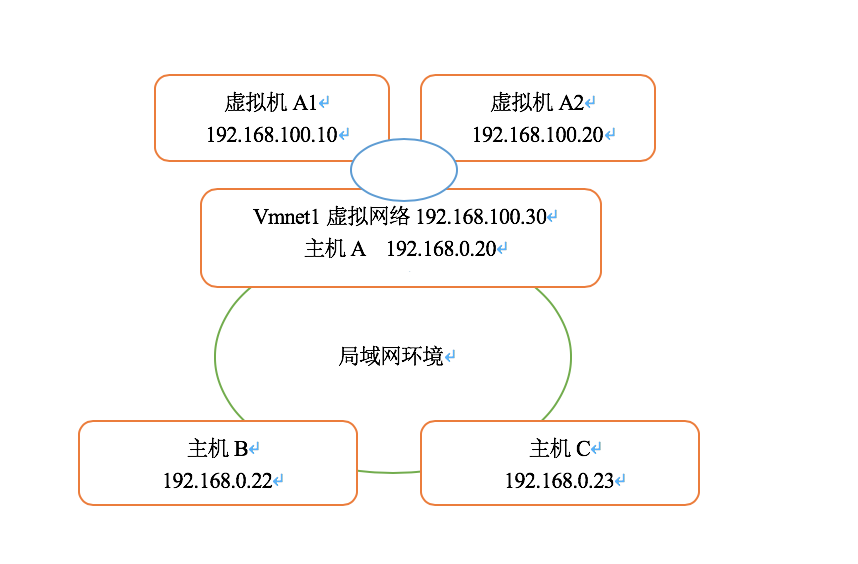 虚拟机 A1
192.168.100.10
虚拟机 A2
192.168.100.20
Vmnet1 虚拟网络 192.168.100.30
主机 A 192.168.0.20
局域网环境
主机 B
192.168.0.22
主机 C
192.168.0.23